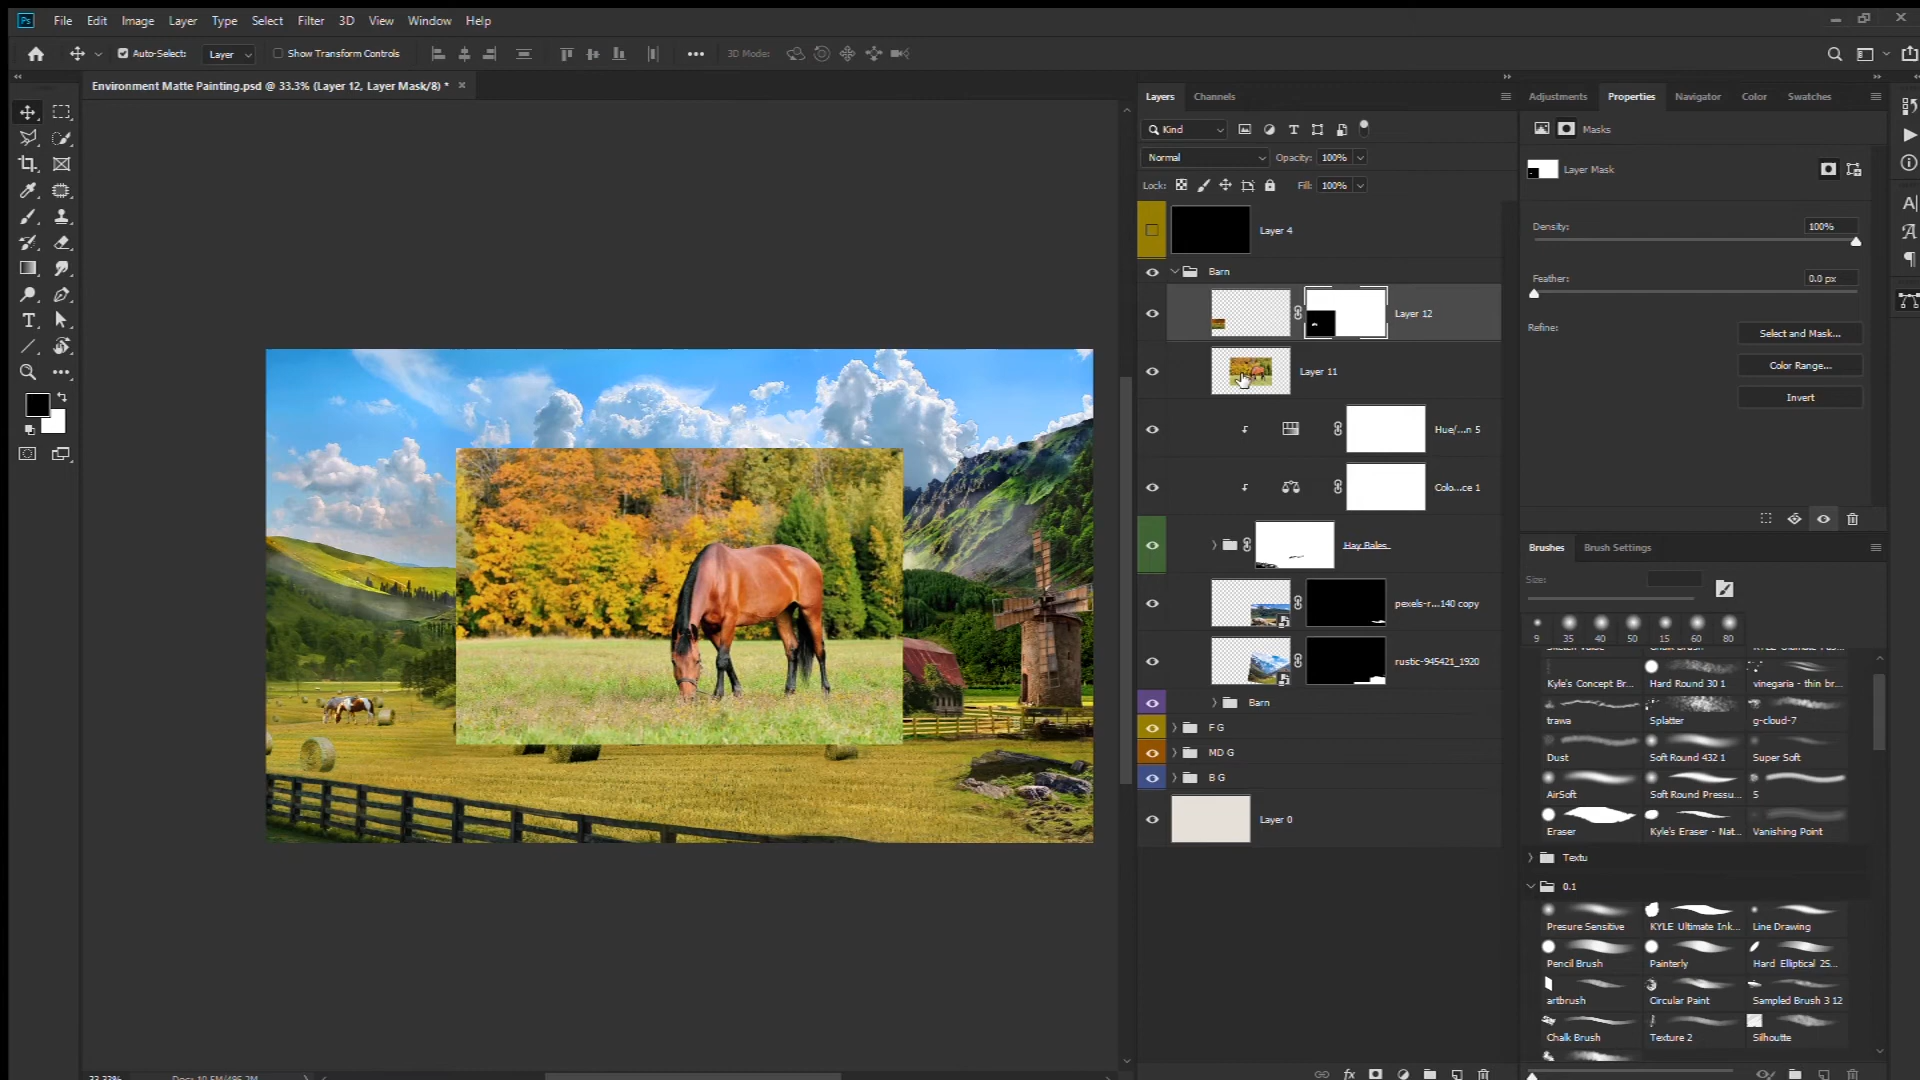 Ps File Edit Image Layer Type Select Filter 3D View Window Help
Auto-Select: Layer Show Transform Controls 3D Mode:
Environment Matte Painting.psd @ 33.3% (Layer 12, Layer Mask/8) *
Layers Channels
Kind
Normal Opacity: 100%
Lock: Fill: 100%
Layer 4
Barn
Layer 12
Layer 11
Hue/...n 5
Colo...ce 1
Hay Bales
pexels-r...140 copy
rustic-945421_1920
Barn
F G
MD G
B G
Layer 0
Adjustments Properties Navigator Color Swatches
Masks
Layer Mask
Density: 100%
Feather: 0.0 px
Refine: Select and Mask...
Color Range...
Invert
Brushes Brush Settings
Size:
9 35 40 50 15 60 80
Kyle's Concept Br... Hard Round 30 1 vinegaria - thin br...
trawa Splatter g-cloud-7
Dust Soft Round 432 1 Super Soft
AirSoft Soft Round Pressu... 5
Eraser Kyle's Eraser - Nat... Vanishing Point
Textu
0.1
Presure Sensitive KYLE Ultimate Ink... Line Drawing
Pencil Brush Painterly Hard Elliptical 25...
artbrush Circular Paint Sampled Brush 3 12
Chalk Brush Texture 2 Silhoutte